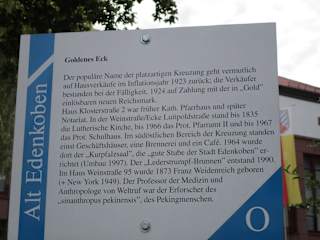 Goldenes Eck
Der populäre Name der platzartigen Kreuzung geht vermutlich
auf Hausverkäufe im Inflationsjahr 1923 zurück; die Verkäufer
bestanden bei der Fälligkeit, 1924 auf Zahlung mit der in „Gold"
einlösbaren neuen Reichsmark.
Haus Klosterstraße 2 war früher Kath. Pfarrhaus und später
Notariat. In der Weinstraße/Ecke Luitpoldstraße stand bis 1835
die Lutherische Kirche, bis 1966 das Prot. Pfarramt II und bis 1967
das Prot. Schulhaus. Im südöstlichen Bereich der Kreuzung standen
einst Geschäftshäuser, eine Brennerei und ein Café. 1964 wurde
dort der „Kurpfalzsaal", die „gute Stube der Stadt Edenkoben" er-
richtet (Umbau 1997). Der „Lederstrumpf-Brunnen" entstand 1990.
Im Haus Weinstraße 95 wurde 1873 Franz Weidenreich geboren
(+ New York 1949). Der Professor der Medizin und
Anthropologe von Weltruf war der Erforscher des
„sinanthropus pekinensis", des Pekingmenschen.
Alt Edenkoben
O